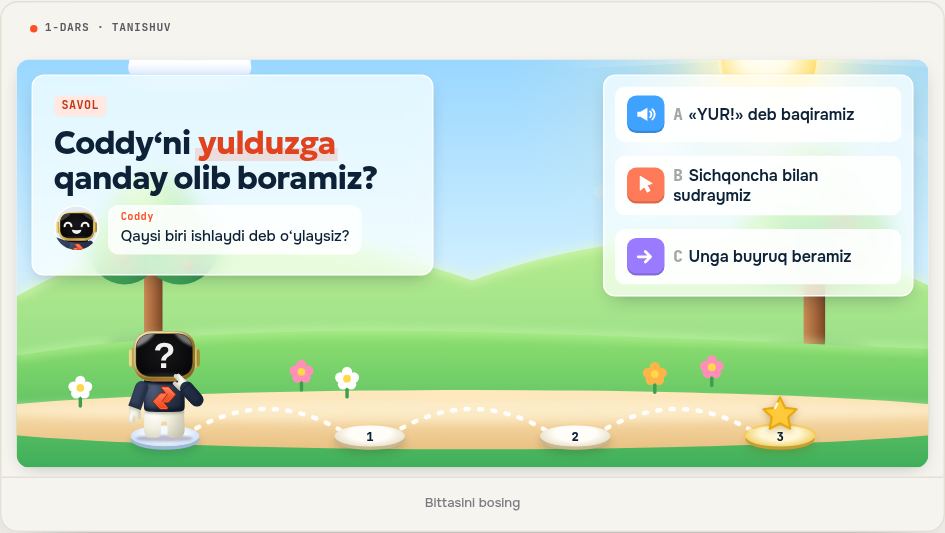 1-DARS · TANISHUV
SAVOL
Coddy‘ni yulduzga
qanday olib boramiz?
Coddy
Qaysi biri ishlaydi deb o‘ylaysiz?
A «YUR!» deb baqiramiz
B Sichqoncha bilan
sudraymiz
C Unga buyruq beramiz
?
1
2
3
Bittasini bosing